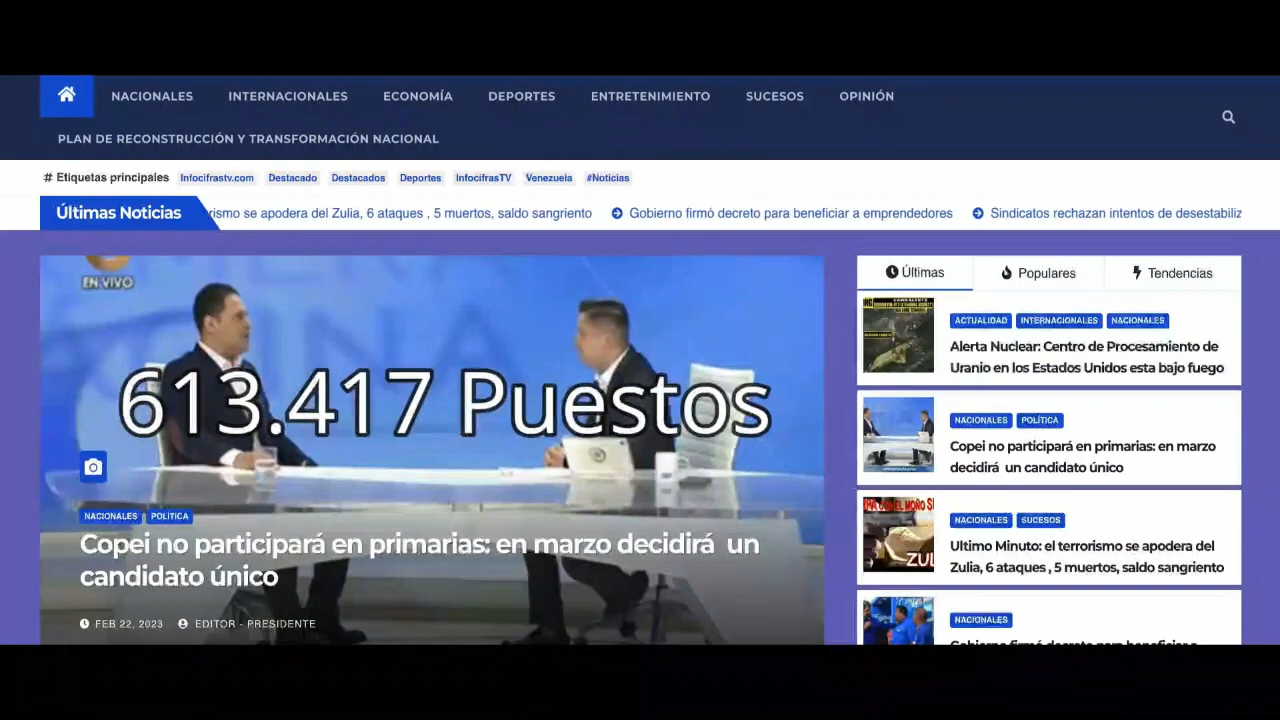 NACIONALES INTERNACIONALES ECONOMÍA DEPORTES ENTRETENIMIENTO SUCESOS OPINIÓN
PLAN DE RECONSTRUCCIÓN Y TRANSFORMACIÓN NACIONAL
# Etiquetas principales Infocifrastv.com Destacado Destacados Deportes InfocifrasTV Venezuela #Noticias
Últimas Noticias
se apodera del Zulia, 6 ataques , 5 muertos, saldo sangriento Gobierno firmó decreto para beneficiar a emprendedores Sindicatos rechazan intentos de
EN VIVO
613.417 Puestos
NACIONALES POLÍTICA
Copei no participará en primarias: en marzo decidirá un
candidato único
FEB 22, 2023 EDITOR - PRESIDENTE
Últimas Populares Tendencias
ACTUALIDAD INTERNACIONALES NACIONALES
Alerta Nuclear: Centro de Procesamiento de
Uranio en los Estados Unidos esta bajo fuego
NACIONALES POLÍTICA
Copei no participará en primarias: en marzo
decidirá un candidato único
NACIONALES SUCESOS
Ultimo Minuto: el terrorismo se apodera del
Zulia, 6 ataques , 5 muertos, saldo sangriento
NACIONALES
Gobierno firmó decreto para beneficiar a